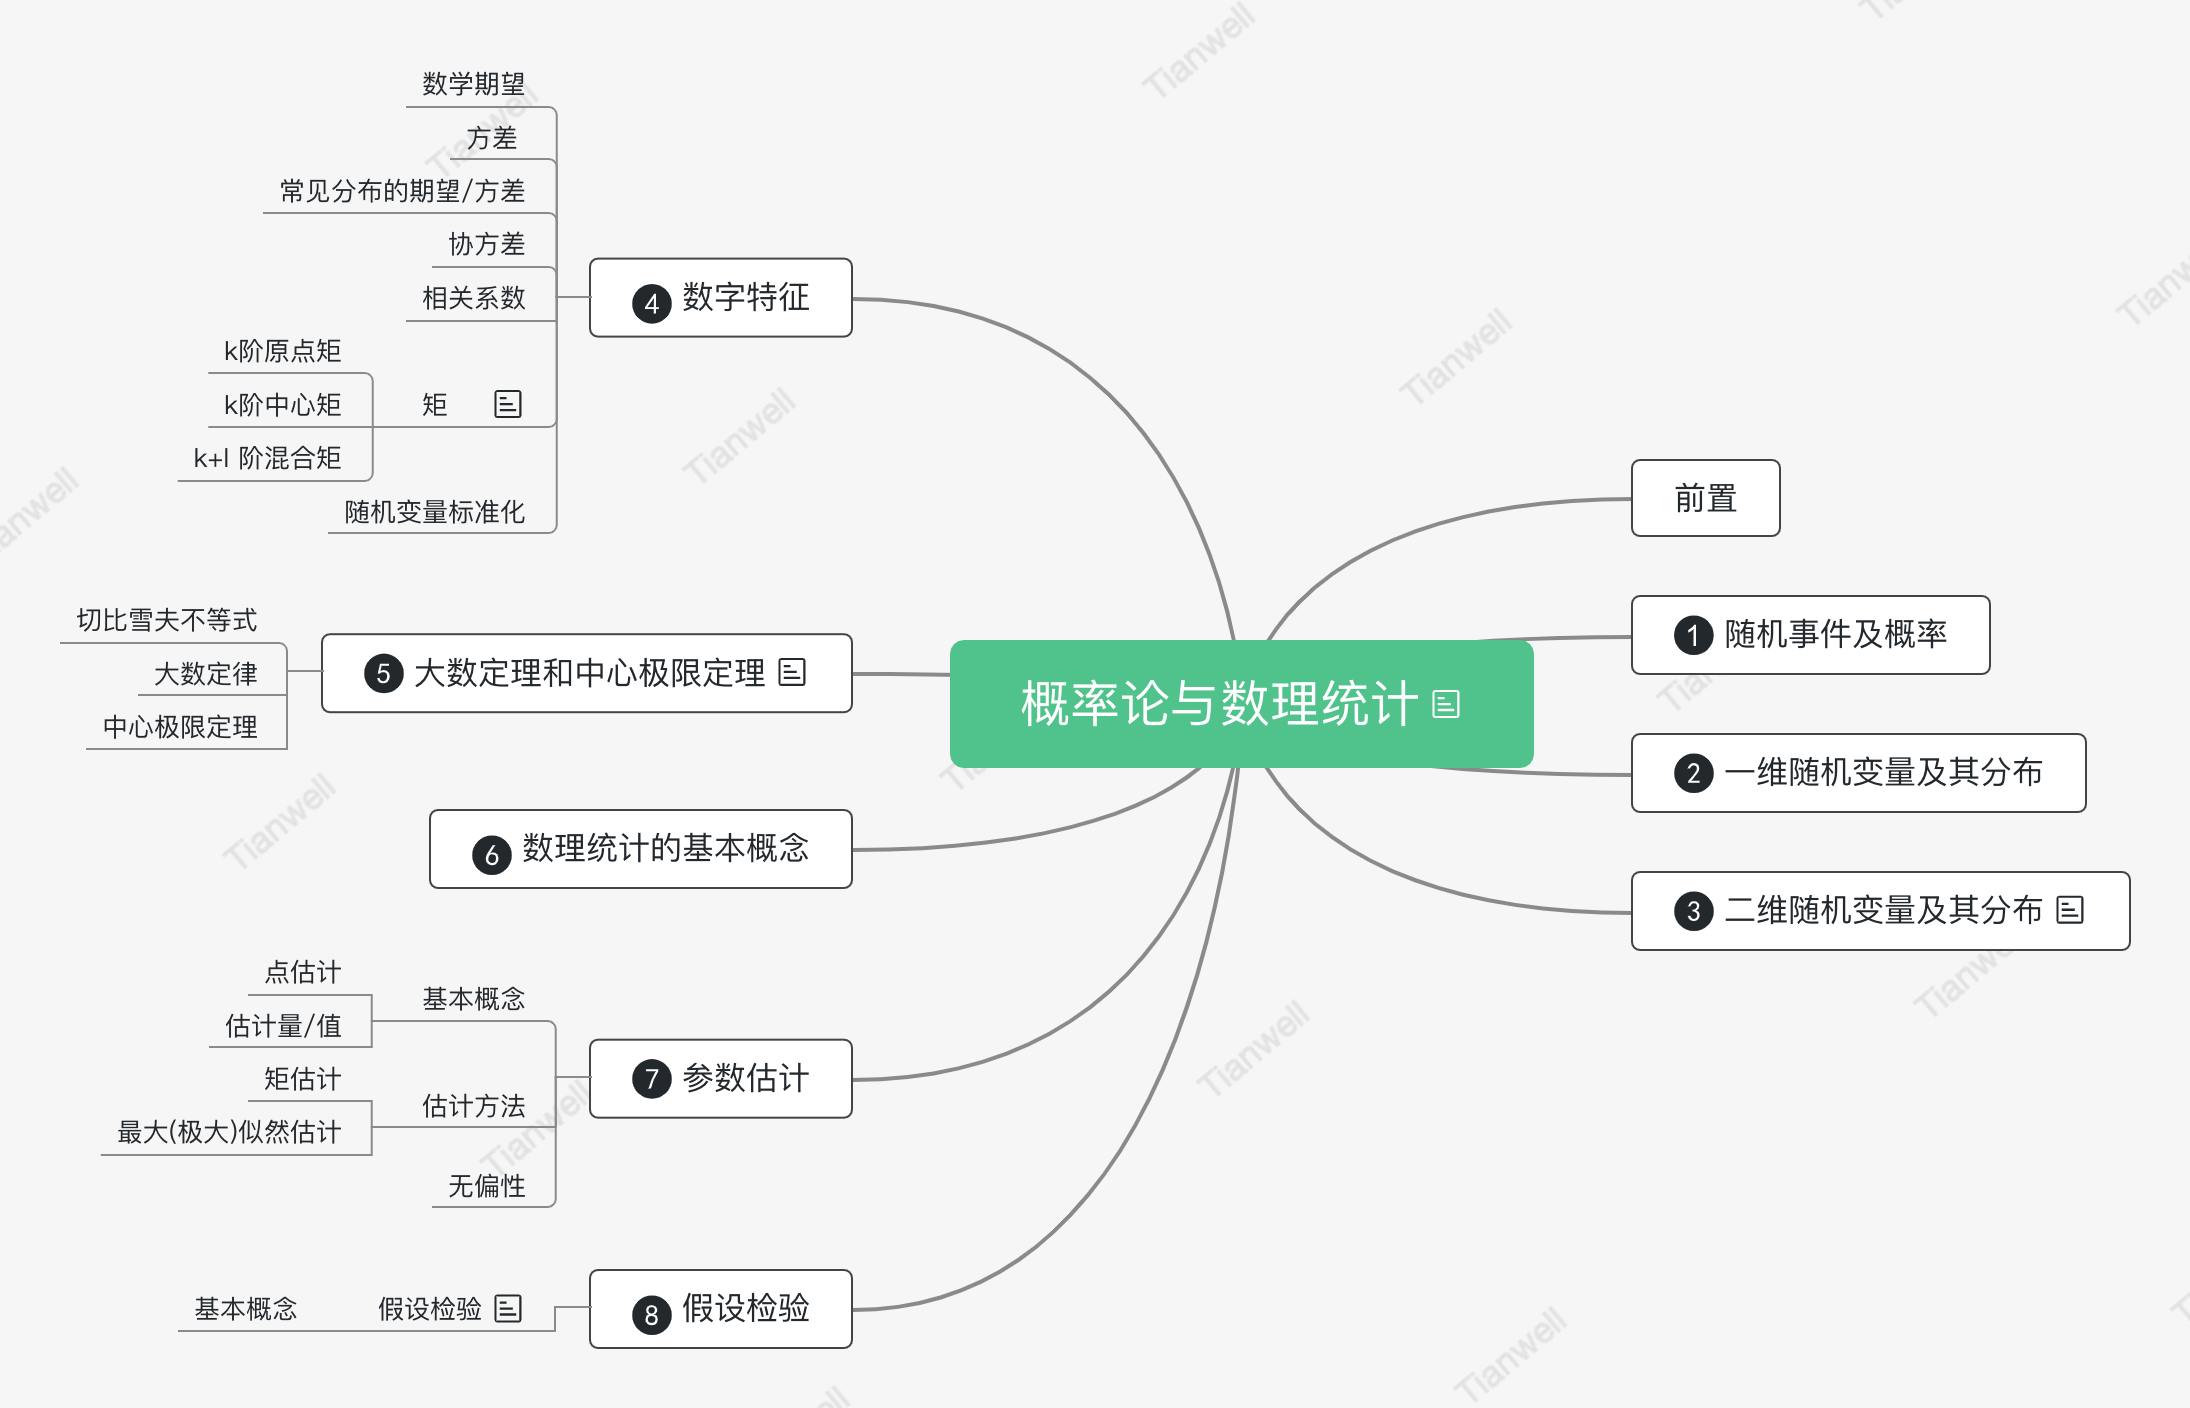 概率论与数理统计
前置
1 随机事件及概率
2 一维随机变量及其分布
3 二维随机变量及其分布
4 数字特征
数学期望
方差
常见分布的期望/方差
协方差
相关系数
矩
k阶原点矩
k阶中心矩
k+l 阶混合矩
随机变量标准化
5 大数定理和中心极限定理
切比雪夫不等式
大数定律
中心极限定理
6 数理统计的基本概念
7 参数估计
基本概念
点估计
估计量/值
估计方法
矩估计
最大(极大)似然估计
无偏性
8 假设检验
假设检验
基本概念
Tianwell
Tianwell
Tianwell
Tianwell
Tianwell
Tianwell
Tianwell
Tianwell
Tianwell
Tianwell